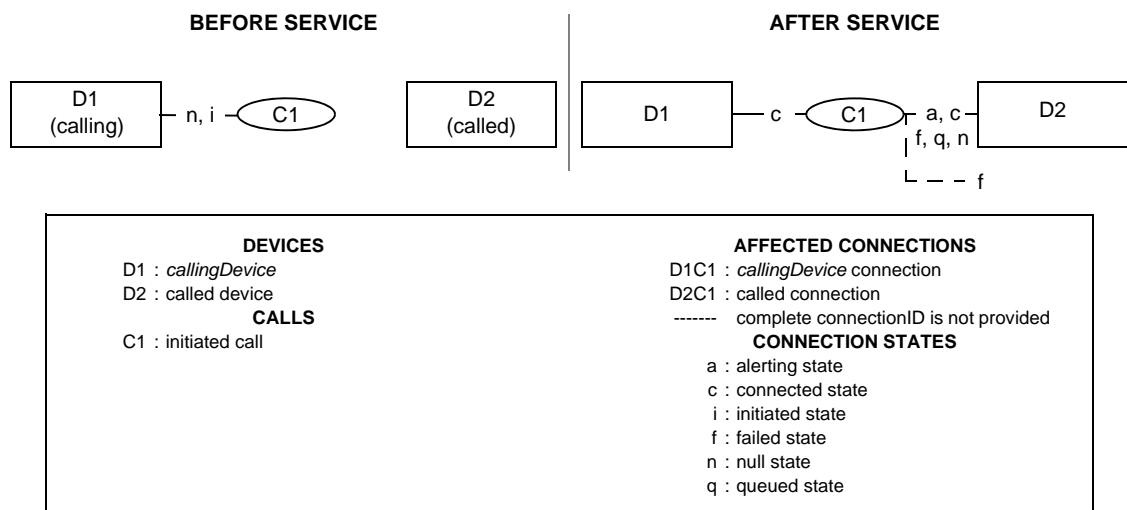 BEFORE SERVICE
AFTER SERVICE
D1
(calling)
n, i
C1
D2
(called)
D1
c
C1
a, c
f, q, n
D2
f
DEVICES
D1 : callingDevice
D2 : called device
CALLS
C1 : initiated call
AFFECTED CONNECTIONS
D1C1 : callingDevice connection
D2C1 : called connection
------- complete connectionID is not provided
CONNECTION STATES
a : alerting state
c : connected state
i : initiated state
f : failed state
n : null state
q : queued state